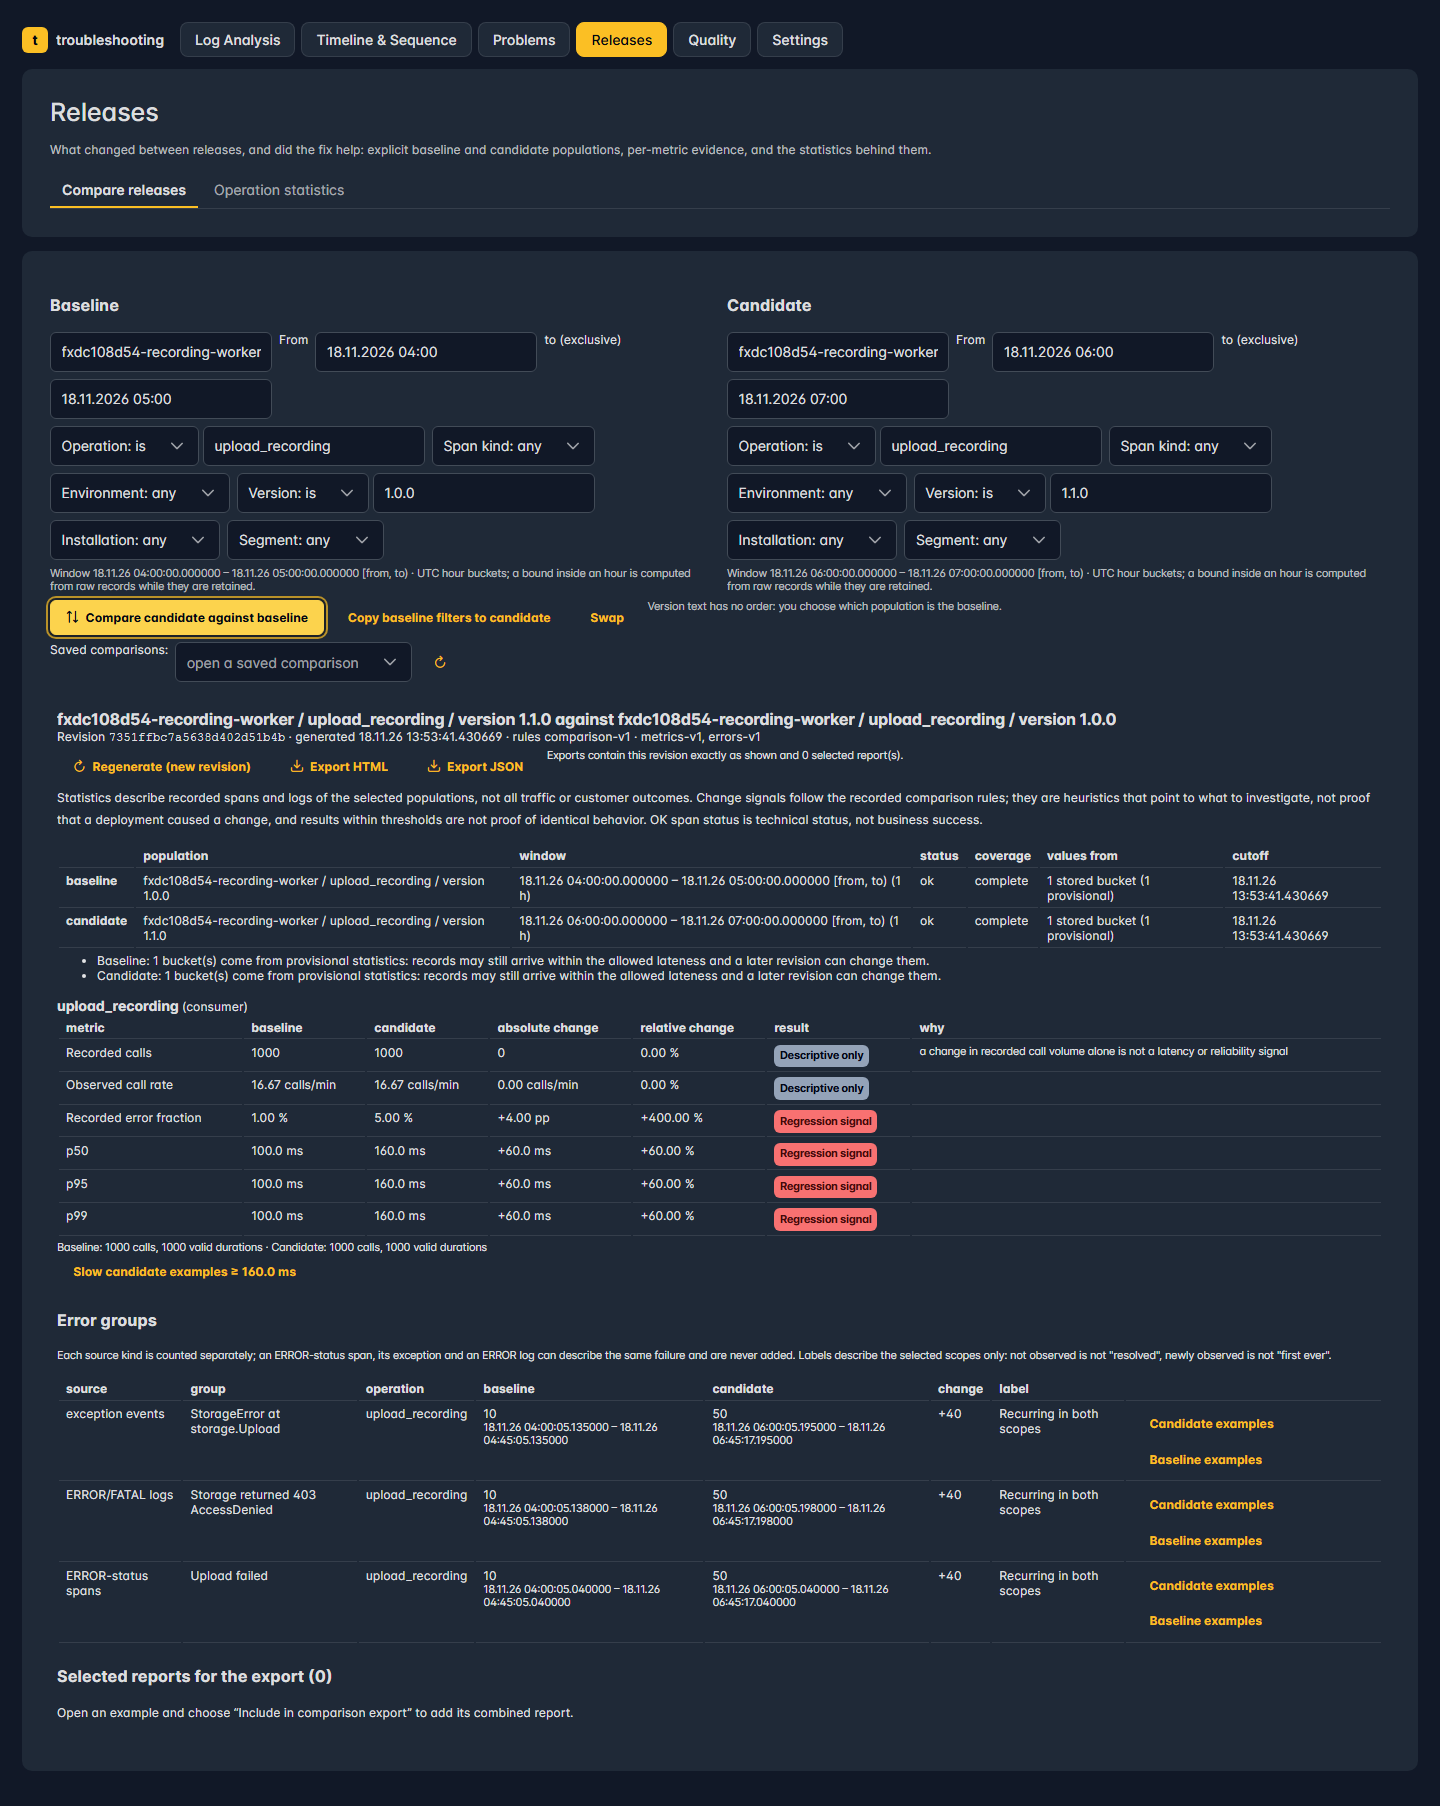 t troubleshooting Log Analysis Timeline & Sequence Problems Releases Quality Settings
Releases
What changed between releases, and did the fix help: explicit baseline and candidate populations, per-metric evidence, and the statistics behind them.
Compare releases Operation statistics
Baseline
fxdc108d54-recording-worker From 18.11.2026 04:00 to (exclusive)
18.11.2026 05:00
Operation: is upload_recording Span kind: any
Environment: any Version: is 1.0.0
Installation: any Segment: any
Window 18.11.26 04:00:00.000000 – 18.11.26 05:00:00.000000 [from, to) · UTC hour buckets; a bound inside an hour is computed
from raw records while they are retained.
Candidate
fxdc108d54-recording-worker From 18.11.2026 06:00 to (exclusive)
18.11.2026 07:00
Operation: is upload_recording Span kind: any
Environment: any Version: is 1.1.0
Installation: any Segment: any
Window 18.11.26 06:00:00.000000 – 18.11.26 07:00:00.000000 [from, to) · UTC hour buckets; a bound inside an hour is computed
from raw records while they are retained.
Compare candidate against baseline Copy baseline filters to candidate Swap Version text has no order: you choose which population is the baseline.
Saved comparisons: open a saved comparison
fxdc108d54-recording-worker / upload_recording / version 1.1.0 against fxdc108d54-recording-worker / upload_recording / version 1.0.0
Revision 7351ffbc7a5638d402d51b4b · generated 18.11.26 13:53:41.430669 · rules comparison-v1 · metrics-v1, errors-v1
Regenerate (new revision) Export HTML Export JSON Exports contain this revision exactly as shown and 0 selected report(s).
Statistics describe recorded spans and logs of the selected populations, not all traffic or customer outcomes. Change signals follow the recorded comparison rules; they are heuristics that point to what to investigate, not proof
that a deployment caused a change, and results within thresholds are not proof of identical behavior. OK span status is technical status, not business success.
population window status coverage values from cutoff
baseline fxdc108d54-recording-worker / upload_recording / version 18.11.26 04:00:00.000000 – 18.11.26 05:00:00.000000 [from, to) (1 ok complete 1 stored bucket (1 18.11.26
1.0.0 h) provisional) 13:53:41.430669
candidate fxdc108d54-recording-worker / upload_recording / version 18.11.26 06:00:00.000000 – 18.11.26 07:00:00.000000 [from, to) (1 ok complete 1 stored bucket (1 18.11.26
1.1.0 h) provisional) 13:53:41.430669
• Baseline: 1 bucket(s) come from provisional statistics: records may still arrive within the allowed lateness and a later revision can change them.
• Candidate: 1 bucket(s) come from provisional statistics: records may still arrive within the allowed lateness and a later revision can change them.
upload_recording (consumer)
metric baseline candidate absolute change relative change result why
Recorded calls 1000 1000 0 0.00 % Descriptive only a change in recorded call volume alone is not a latency or reliability signal
Observed call rate 16.67 calls/min 16.67 calls/min 0.00 calls/min 0.00 % Descriptive only
Recorded error fraction 1.00 % 5.00 % +4.00 pp +400.00 % Regression signal
p50 100.0 ms 160.0 ms +60.0 ms +60.00 % Regression signal
p95 100.0 ms 160.0 ms +60.0 ms +60.00 % Regression signal
p99 100.0 ms 160.0 ms +60.0 ms +60.00 % Regression signal
Baseline: 1000 calls, 1000 valid durations · Candidate: 1000 calls, 1000 valid durations
Slow candidate examples ≥ 160.0 ms
Error groups
Each source kind is counted separately; an ERROR-status span, its exception and an ERROR log can describe the same failure and are never added. Labels describe the selected scopes only: not observed is not "resolved", newly observed is not "first ever".
source group operation baseline candidate change label
exception events StorageError at upload_recording 10 50 +40 Recurring in both Candidate examples
storage.Upload 18.11.26 04:00:05.135000 – 18.11.26 18.11.26 06:00:05.195000 – 18.11.26 scopes
04:45:05.135000 06:45:17.195000
Baseline examples
ERROR/FATAL logs Storage returned 403 upload_recording 10 50 +40 Recurring in both Candidate examples
AccessDenied 18.11.26 04:00:05.138000 – 18.11.26 18.11.26 06:00:05.198000 – 18.11.26 scopes
04:45:05.138000 06:45:17.198000
Baseline examples
ERROR-status Upload failed upload_recording 10 50 +40 Recurring in both Candidate examples
spans 18.11.26 04:00:05.040000 – 18.11.26 18.11.26 06:00:05.040000 – 18.11.26 scopes
04:45:05.040000 06:45:17.040000
Baseline examples
Selected reports for the export (0)
Open an example and choose “Include in comparison export” to add its combined report.